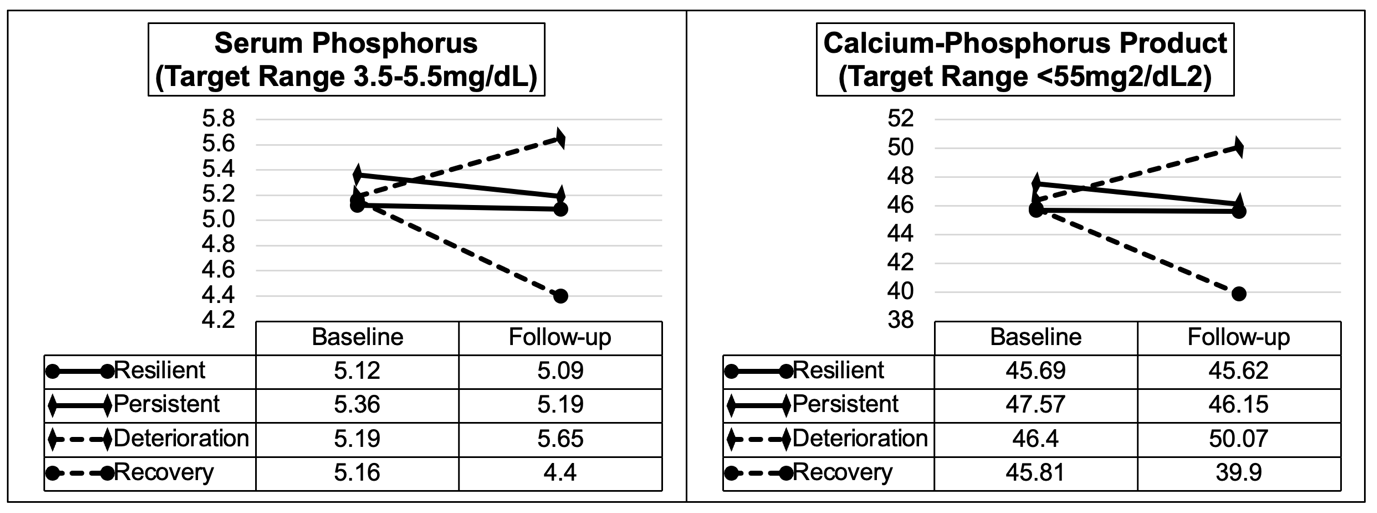 Serum Phosphorus
(Target Range 3.5-5.5mg/dL)
5.8
5.6
5.4
5.2
5.0
4.8
4.6
4.4
4.2
Baseline Follow-up
Resilient 5.12 5.09
Persistent 5.36 5.19
Deterioration 5.19 5.65
Recovery 5.16 4.4
Calcium-Phosphorus Product
(Target Range <55mg2/dL2)
52
50
48
46
44
42
40
38
Baseline Follow-up
Resilient 45.69 45.62
Persistent 47.57 46.15
Deterioration 46.4 50.07
Recovery 45.81 39.9